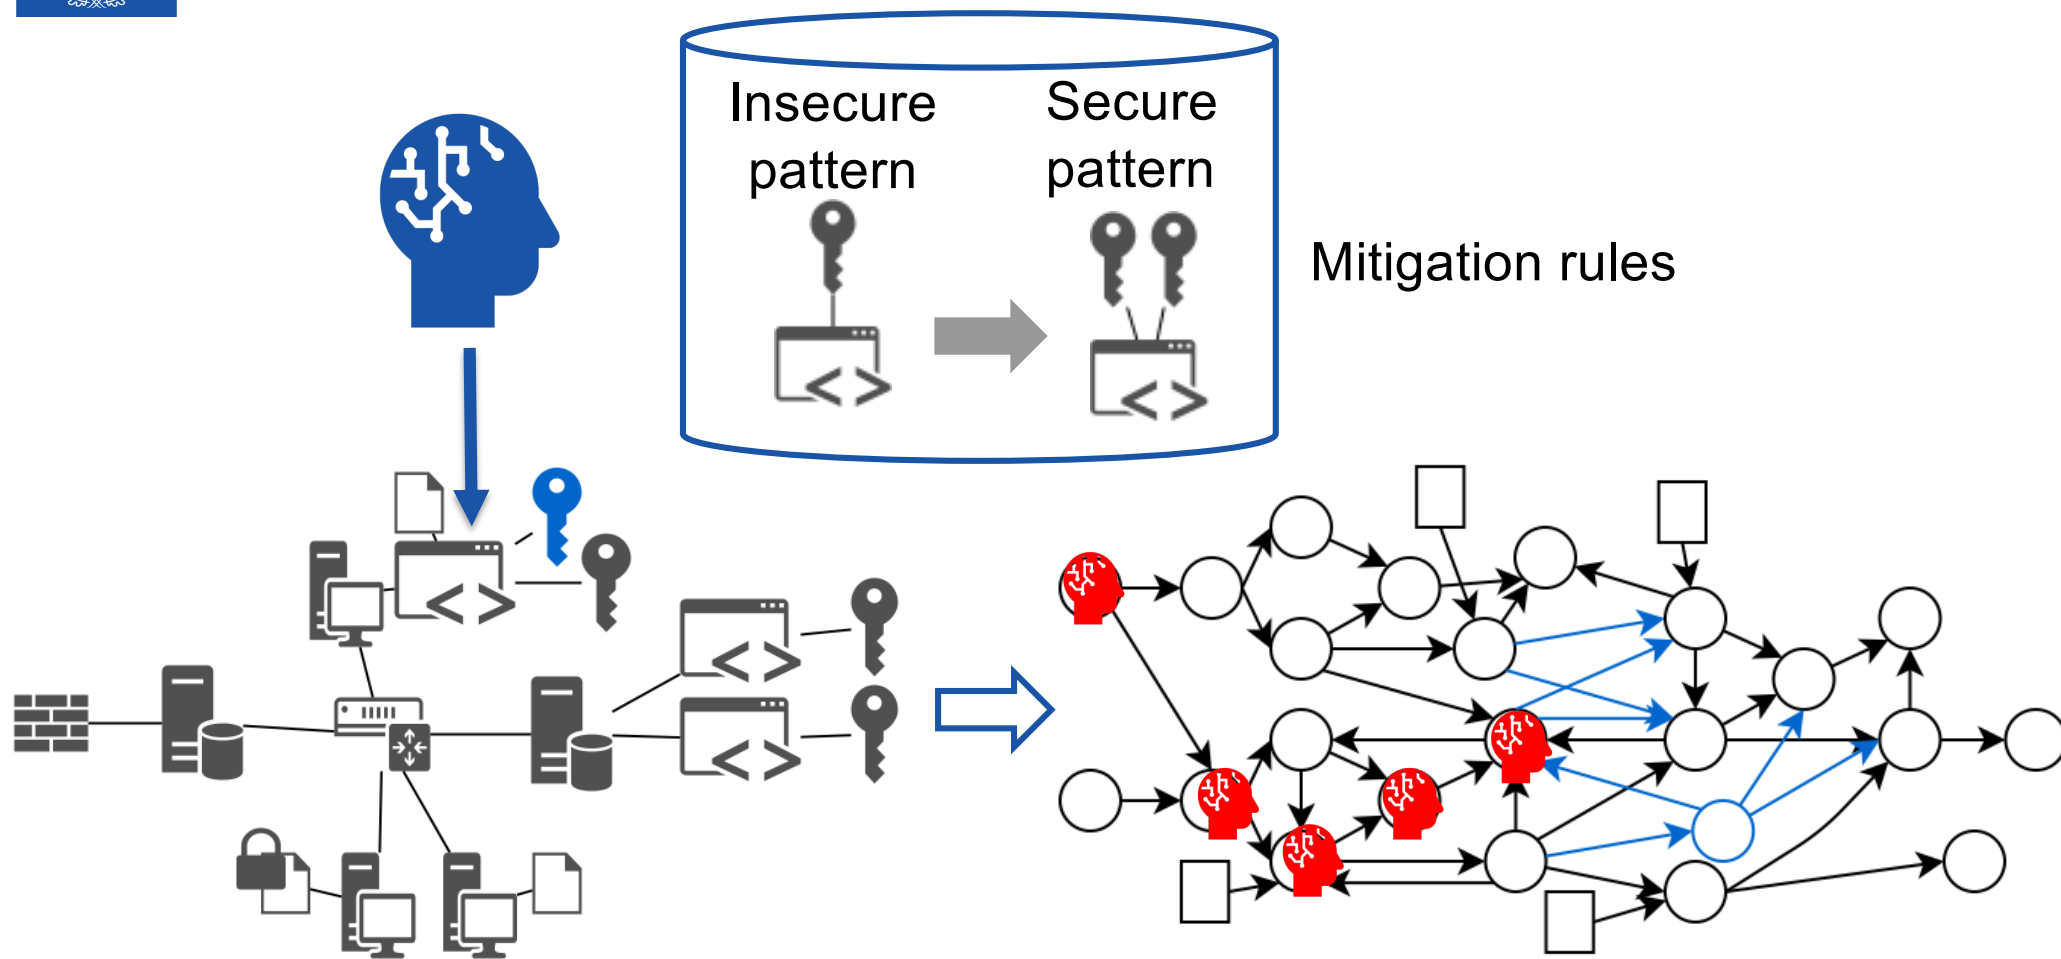 Insecure
pattern
Secure
pattern
Mitigation rules